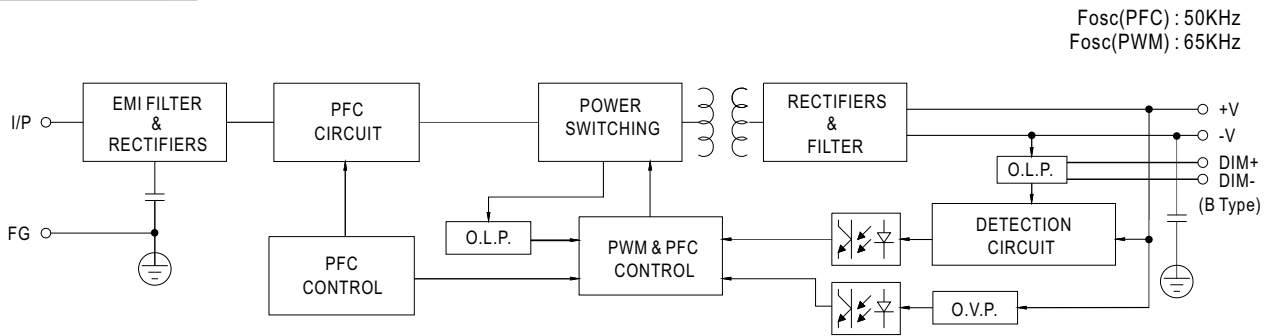 Fosc(PFC) : 50KHz
Fosc(PWM) : 65KHz
I/P
EMI FILTER
&
RECTIFIERS
PFC
CIRCUIT
POWER
SWITCHING
RECTIFIERS
&
FILTER
+V
-V
O.L.P.
DIM+
DIM-
(B Type)
FG
O.L.P.
PFC
CONTROL
PWM & PFC
CONTROL
DETECTION
CIRCUIT
O.V.P.